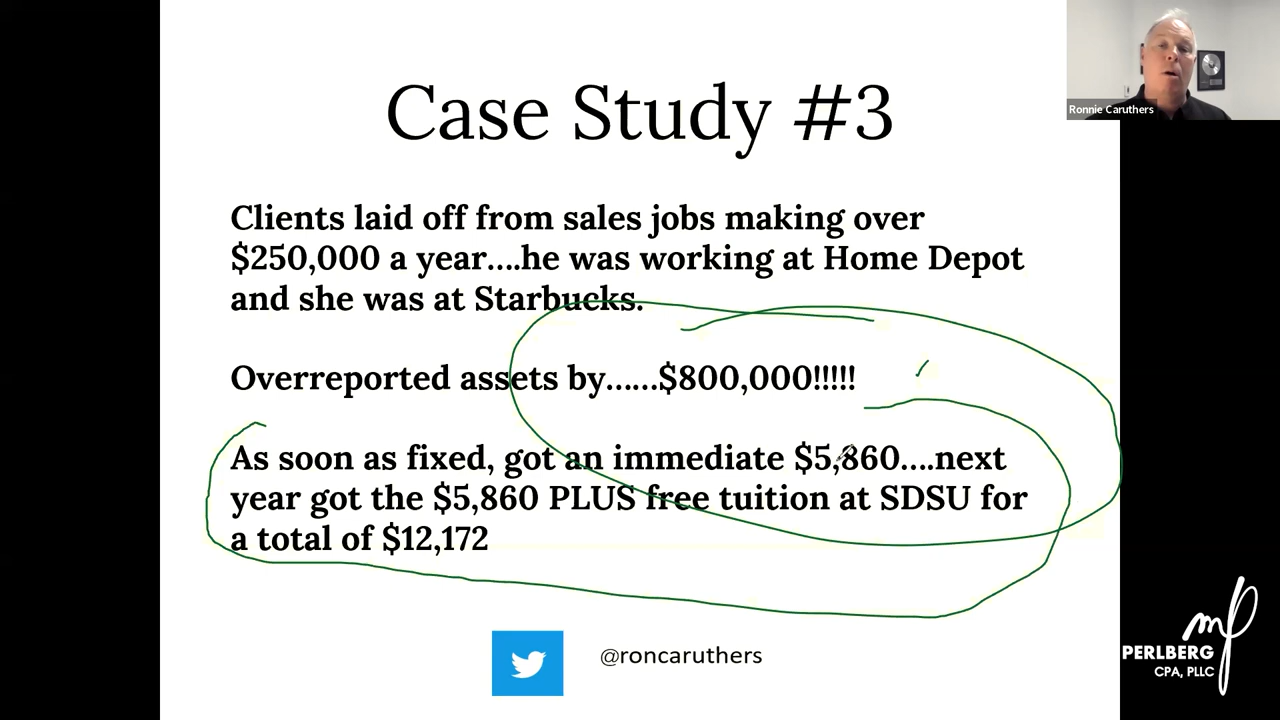 Case Study #3
Ronnie Caruthers
Clients laid off from sales jobs making over
$250,000 a year....he was working at Home Depot
and she was at Starbucks.
Overreported assets by......$800,000!!!!!
As soon as fixed, got an immediate $5,860....next
year got the $5,860 PLUS free tuition at SDSU for
a total of $12,172
@roncaruthers
mp
PERLBERG
CPA, PLLC